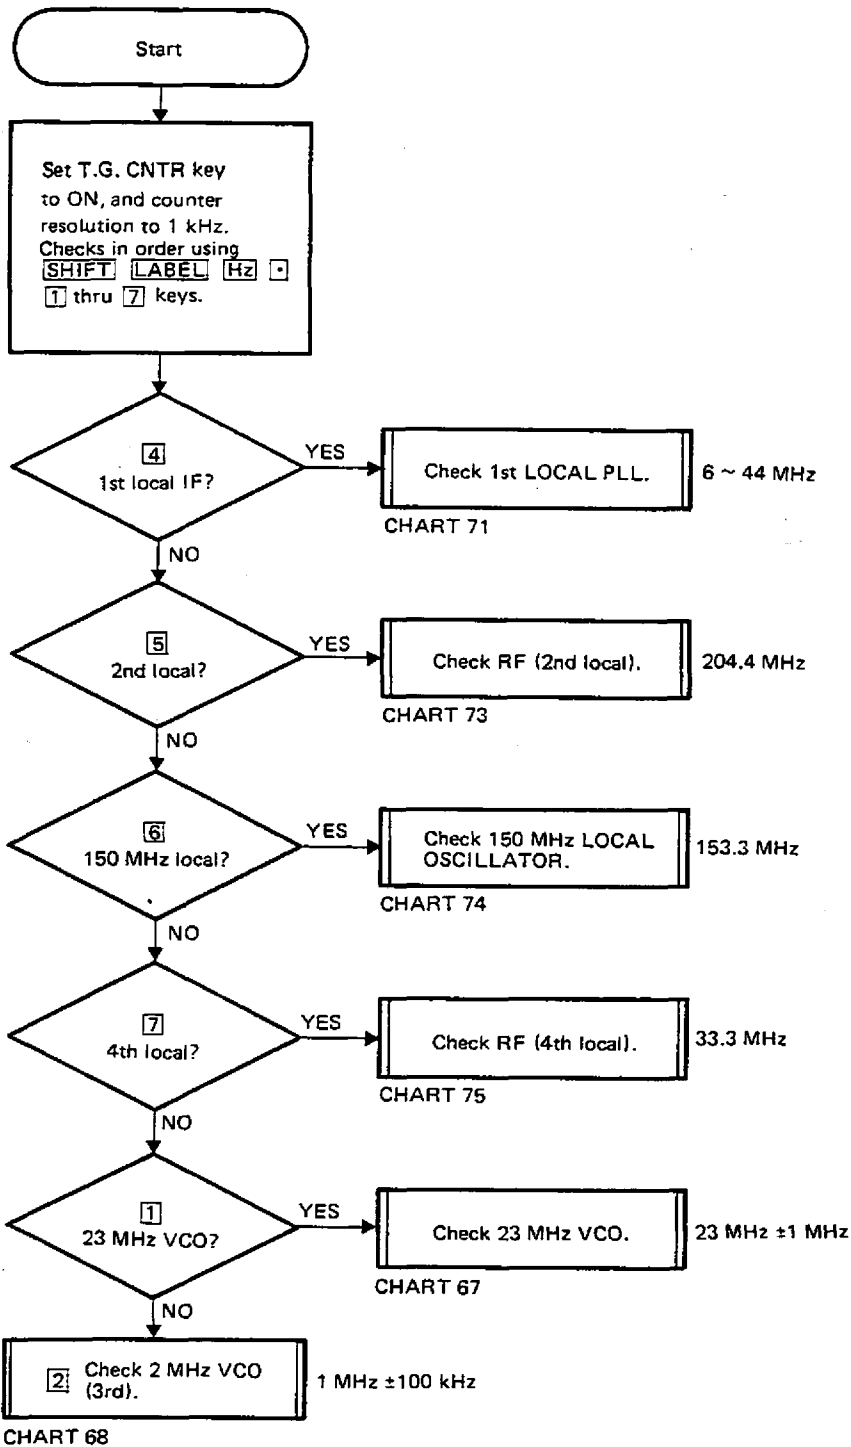 Start
Set T.G. CNTR key
to ON, and counter
resolution to 1 kHz.
Checks in order using
SHIFT LABEL Hz •
1 thru 7 keys.
4
1st local IF?
YES
Check 1st LOCAL PLL.
6 ~ 44 MHz
CHART 71
NO
5
2nd local?
YES
Check RF (2nd local).
204.4 MHz
CHART 73
NO
6
150 MHz local?
YES
Check 150 MHz LOCAL
OSCILLATOR.
153.3 MHz
CHART 74
NO
7
4th local?
YES
Check RF (4th local).
33.3 MHz
CHART 75
NO
1
23 MHz VCO?
YES
Check 23 MHz VCO.
23 MHz ±1 MHz
CHART 67
NO
2 Check 2 MHz VCO
(3rd).
1 MHz ±100 kHz
CHART 68